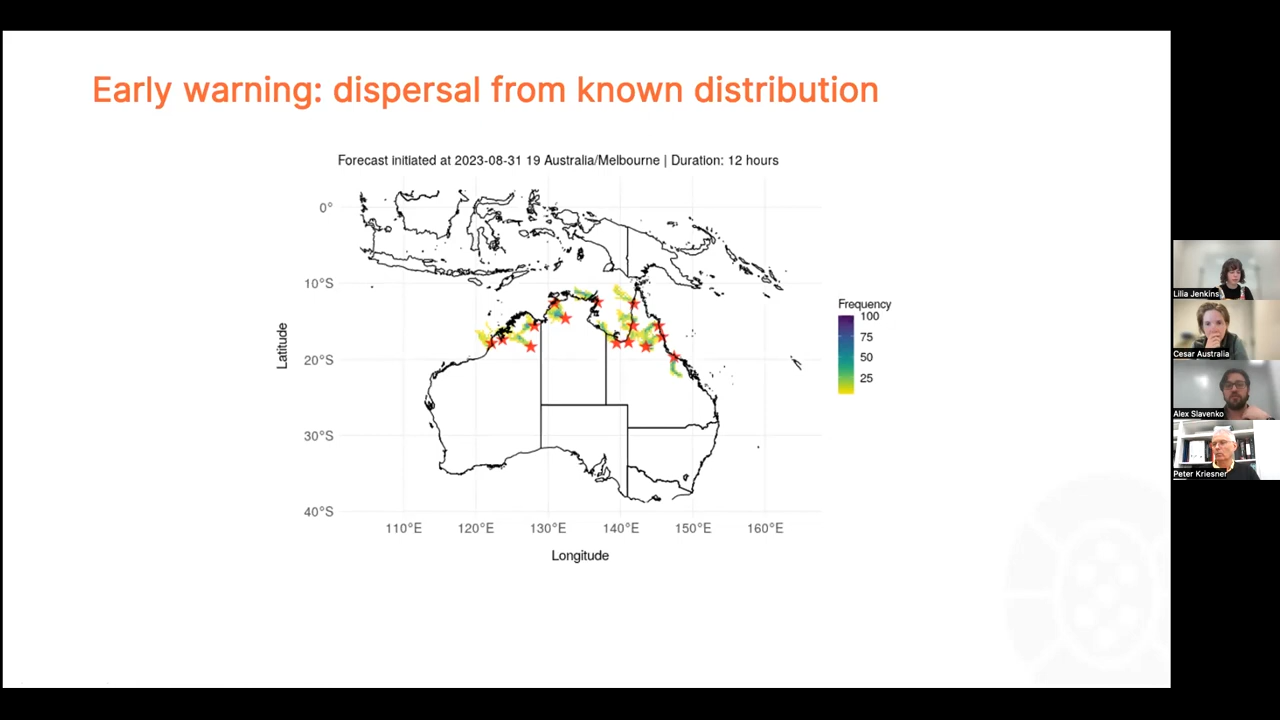 Early warning: dispersal from known distribution
Forecast initiated at 2023-08-31 19 Australia/Melbourne | Duration: 12 hours
0°
10°S
20°S
30°S
40°S
Latitude
110°E 120°E 130°E 140°E 150°E 160°E
Longitude
Frequency
100
75
50
25
Lilia Jenkins
Cesar Australia
Alex Slavenko
Peter Kriesner